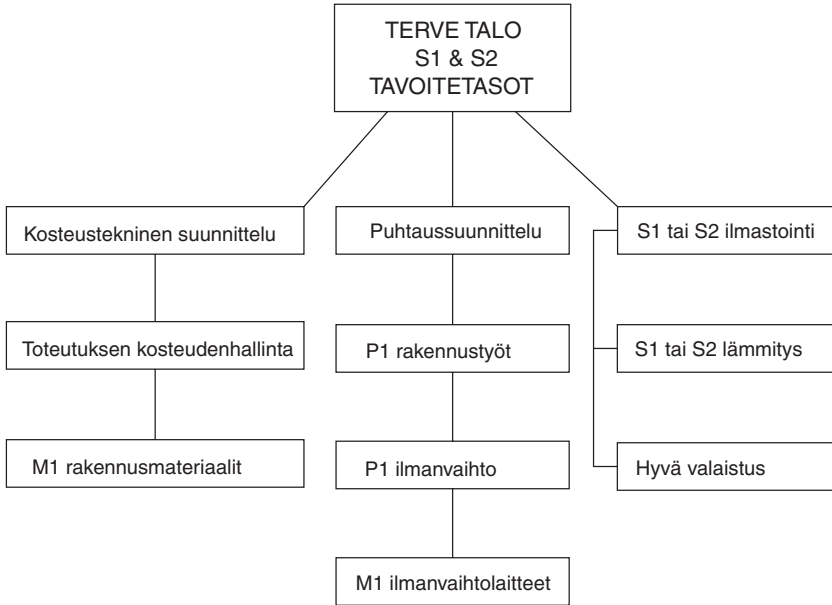 TERVE TALO
S1 & S2
TAVOITETASOT
Kosteustekninen suunnittelu
Puhtaussuunnittelu
S1 tai S2 ilmastointi
Toteutuksen kosteudenhallinta
P1 rakennustyöt
S1 tai S2 lämmitys
M1 rakennusmateriaalit
P1 ilmanvaihto
Hyvä valaistus
M1 ilmanvaihtolaitteet